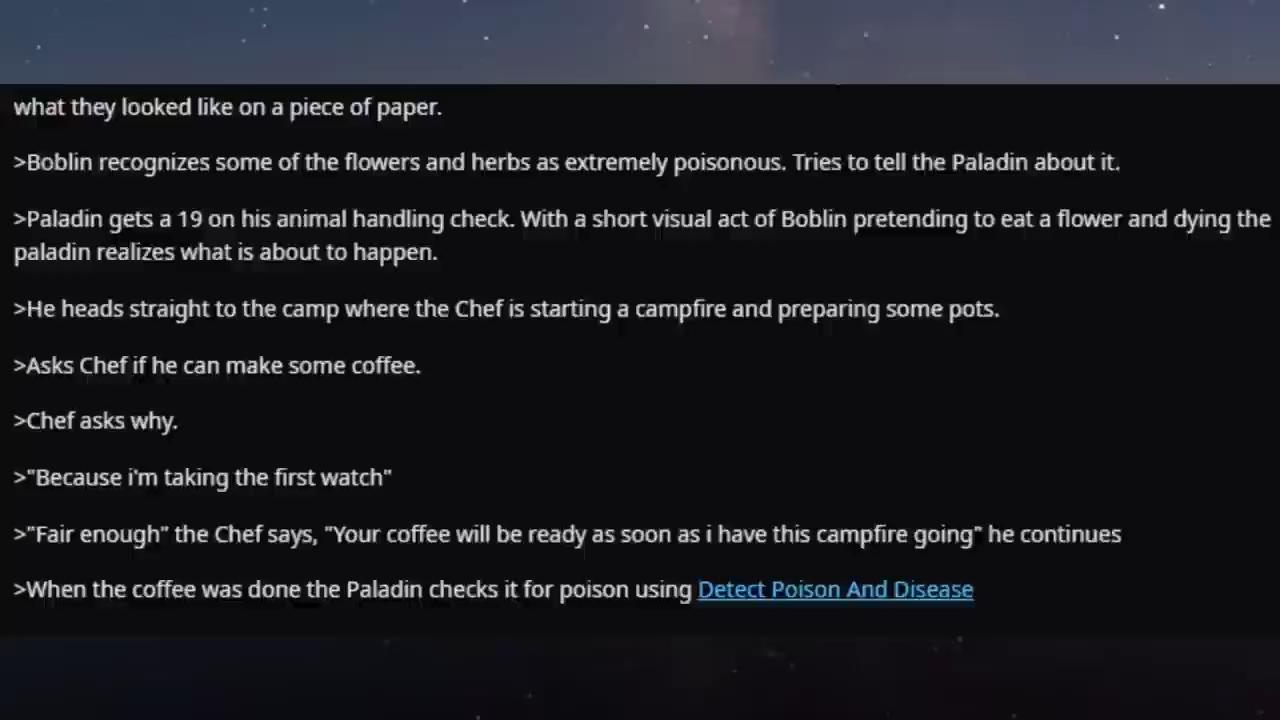 what they looked like on a piece of paper.
>Boblin recognizes some of the flowers and herbs as extremely poisonous. Tries to tell the Paladin about it.
>Paladin gets a 19 on his animal handling check. With a short visual act of Boblin pretending to eat a flower and dying the
paladin realizes what is about to happen.
>He heads straight to the camp where the Chef is starting a campfire and preparing some pots.
>Asks Chef if he can make some coffee.
>Chef asks why.
>"Because i'm taking the first watch"
>"Fair enough" the Chef says, "Your coffee will be ready as soon as i have this campfire going" he continues
>When the coffee was done the Paladin checks it for poison using Detect Poison And Disease